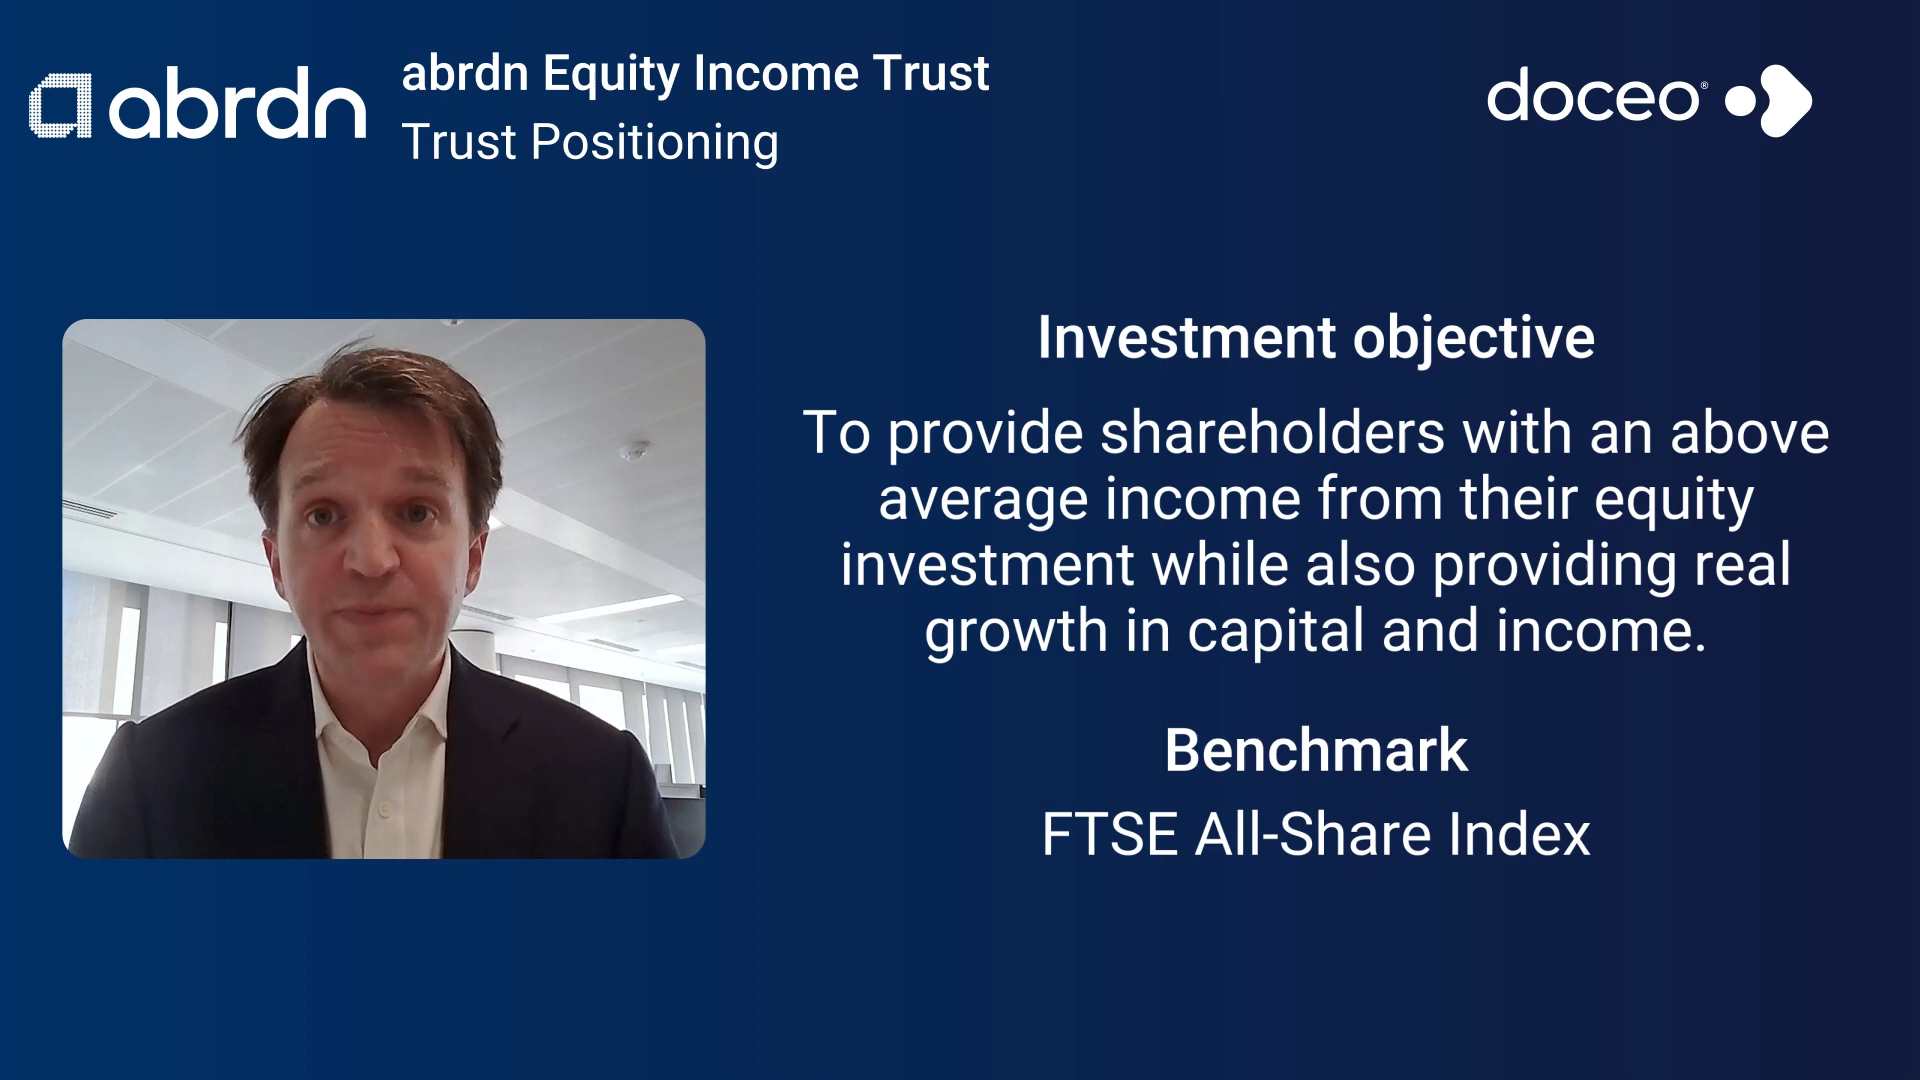 abrdn
abrdn Equity Income Trust
Trust Positioning
doceo®
Investment objective
To provide shareholders with an above
average income from their equity
investment while also providing real
growth in capital and income.
Benchmark
FTSE All-Share Index